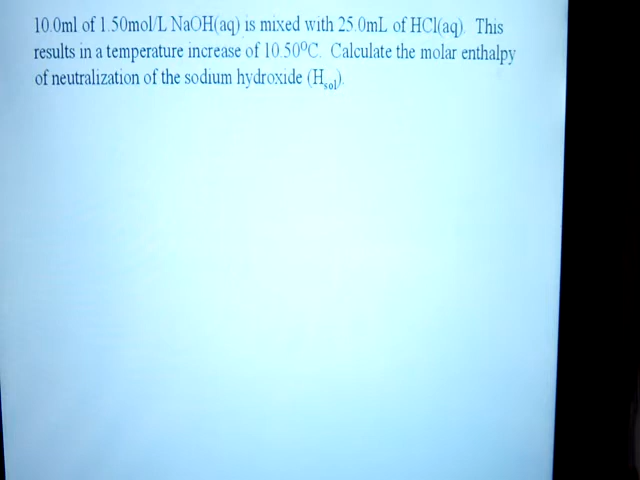 10.0ml of 1.50mol/L NaOH(aq) is mixed with 25.0mL of HCl(aq). This
results in a temperature increase of 10.50⁰C. Calculate the molar enthalpy
of neutralization of the sodium hydroxide (Hₛₒₗ).